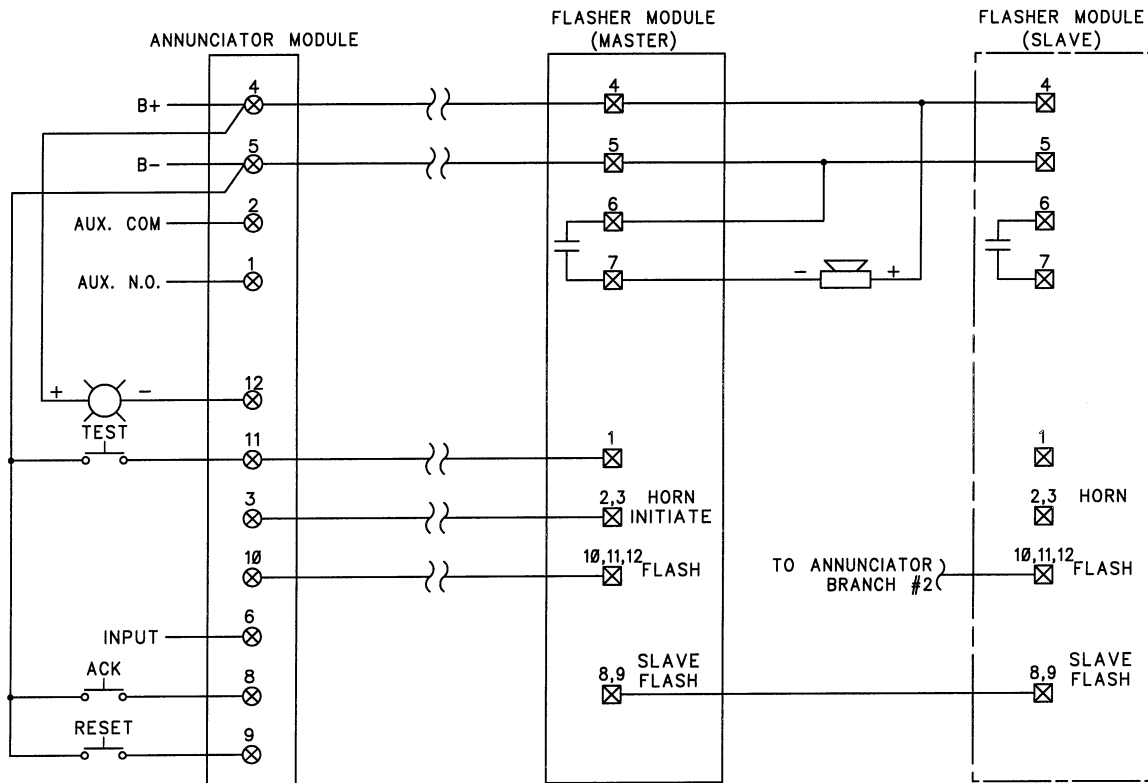 ANNUNCIATOR MODULE
FLASHER MODULE
(MASTER)
FLASHER MODULE
(SLAVE)
B+
4
4
4
B-
5
5
5
AUX. COM
2
6
6
AUX. N.O.
1
7
7
- +
+ -
12
TEST
11
1
1
3
2,3 HORN
INITIATE
2,3 HORN
10
10,11,12 FLASH
TO ANNUNCIATOR
BRANCH #2
10,11,12 FLASH
INPUT
6
ACK
8
8,9 SLAVE
FLASH
8,9 SLAVE
FLASH
RESET
9